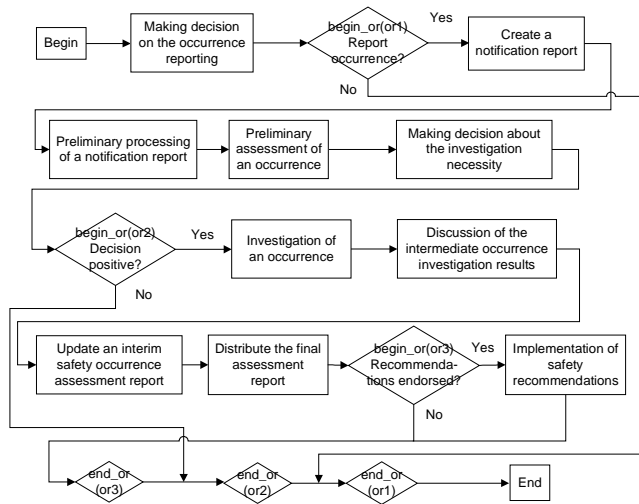 Begin
Making decision
on the occurrence
reporting
begin_or(or1)
Report
occurrence?
Yes
No
Create a
notification report
Preliminary processing
of a notification report
Preliminary
assessment of
an occurrence
Making decision about
the investigation
necessity
begin_or(or2)
Decision
positive?
Yes
No
Investigation of
an occurrence
Discussion of the
intermediate occurrence
investigation results
Update an interim
safety occurrence
assessment report
Distribute the final
assessment
report
begin_or(or3)
Recommenda-
tions endorsed?
Yes
No
Implementation of
safety
recommendations
end_or
(or3)
end_or
(or2)
end_or
(or1)
End